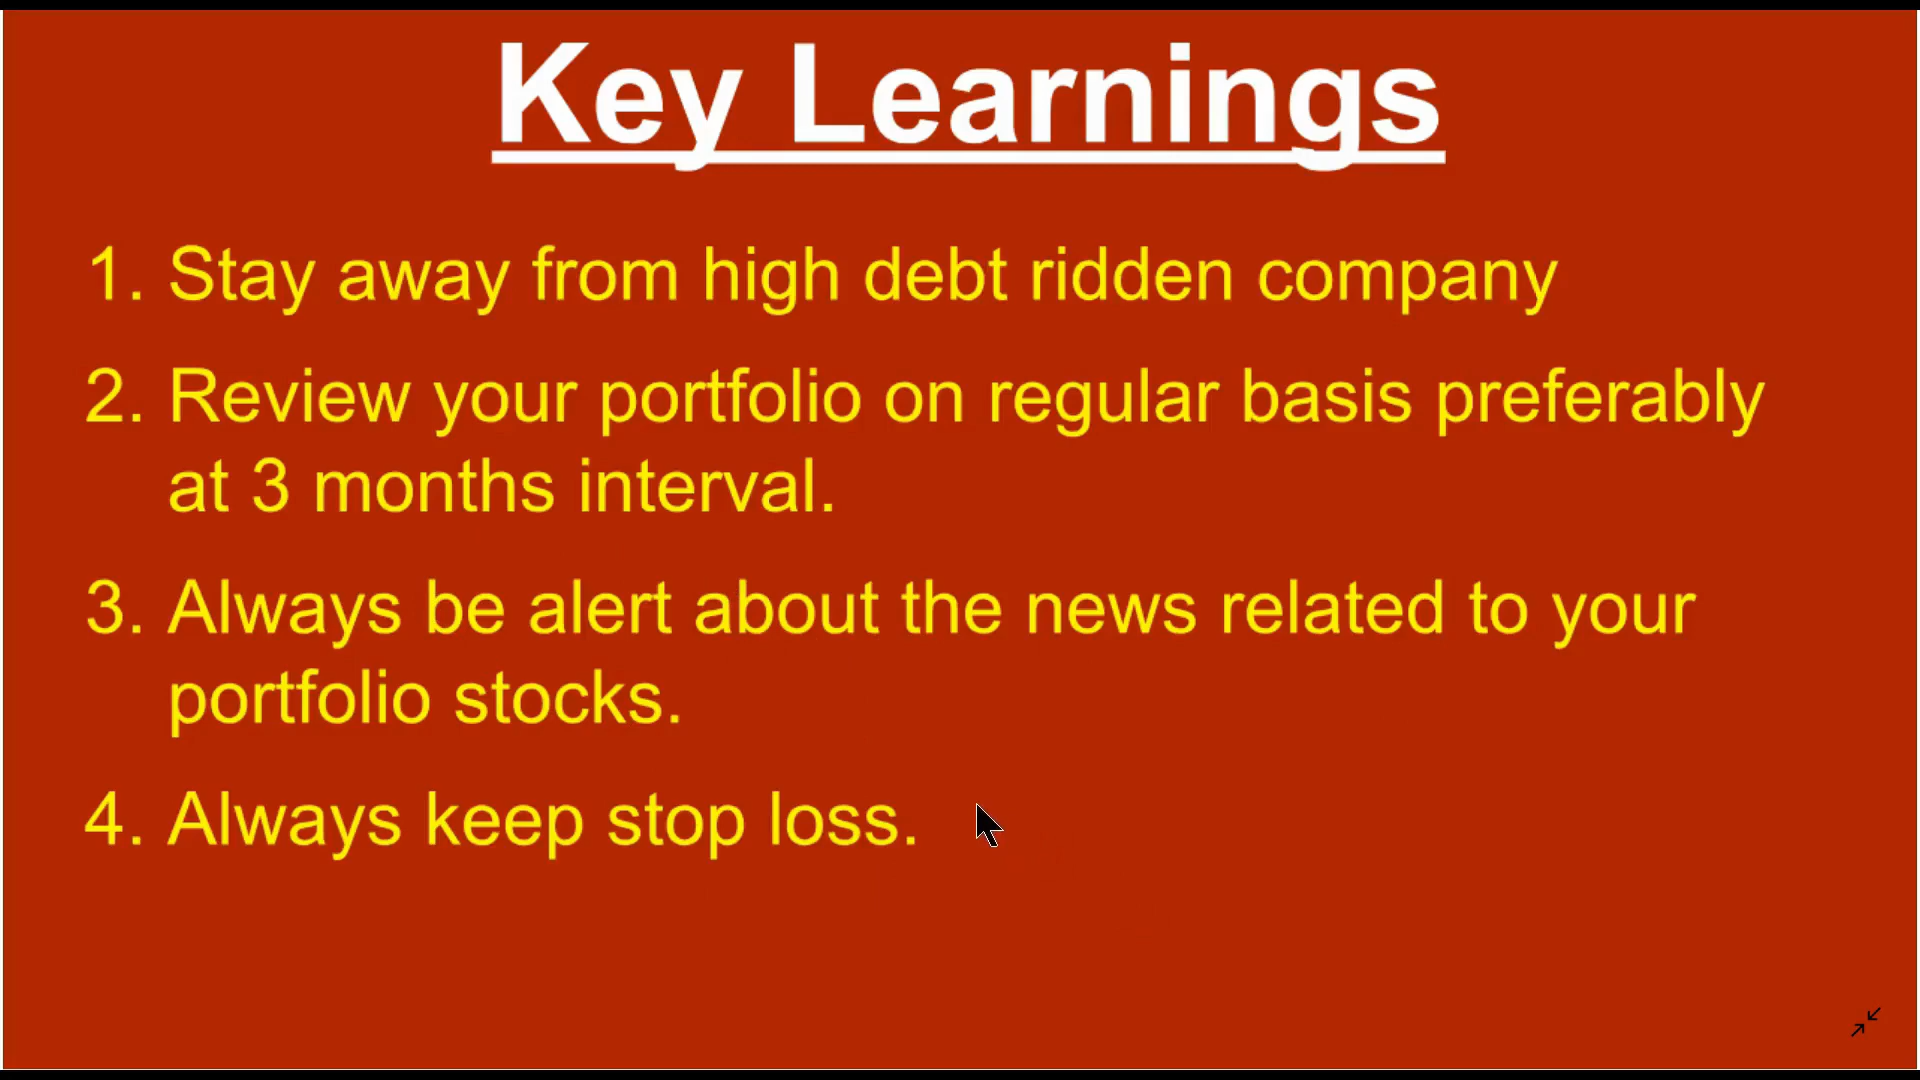 Key Learnings
1. Stay away from high debt ridden company
2. Review your portfolio on regular basis preferably
at 3 months interval.
3. Always be alert about the news related to your
portfolio stocks.
4. Always keep stop loss.